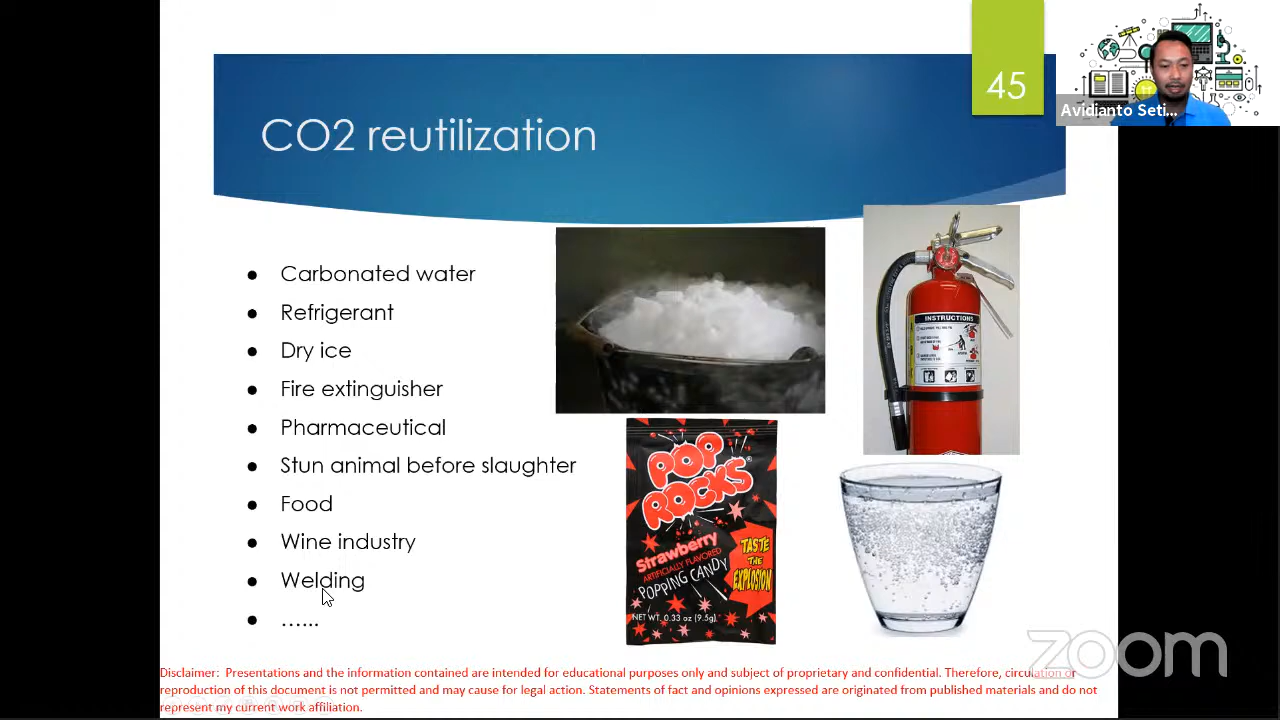 45
Avidianto Seti...
CO2 reutilization
● Carbonated water
● Refrigerant
● Dry ice
● Fire extinguisher
● Pharmaceutical
● Stun animal before slaughter
● Food
● Wine industry
● Welding
● ......
INSTRUCTIONS
POP
ROCKS®
Strawberry
ARTIFICIALLY FLAVORED
POPPING CANDY
TASTE
THE
EXPLOSION
NET WT. 0.33 oz (9.5g)
zoom
Disclaimer: Presentations and the information contained are intended for educational purposes only and subject of proprietary and confidential. Therefore, circulation or
reproduction of this document is not permitted and may cause for legal action. Statements of fact and opinions expressed are originated from published materials and do not
represent my current work affiliation.